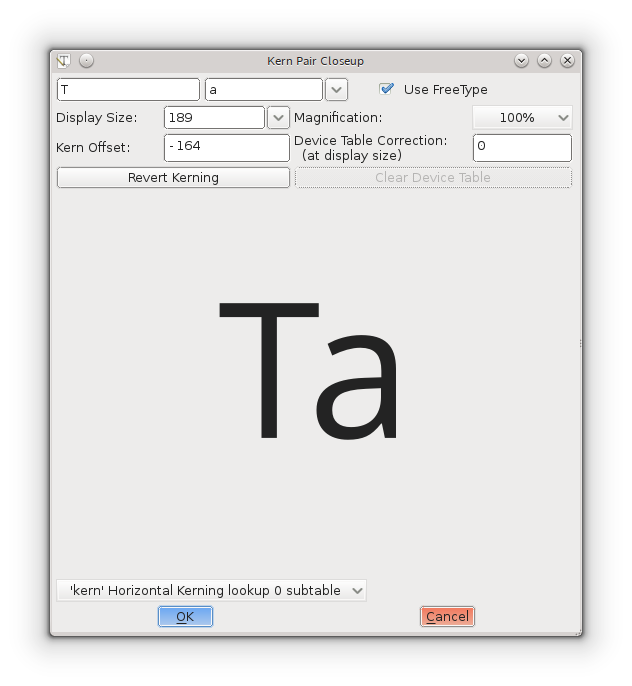 Kern Pair Closeup
T a Use FreeType
Display Size: 189 Magnification: 100%
Kern Offset: -164 Device Table Correction: 0
(at display size)
Revert Kerning Clear Device Table
Ta
'kern' Horizontal Kerning lookup 0 subtable
OK Cancel